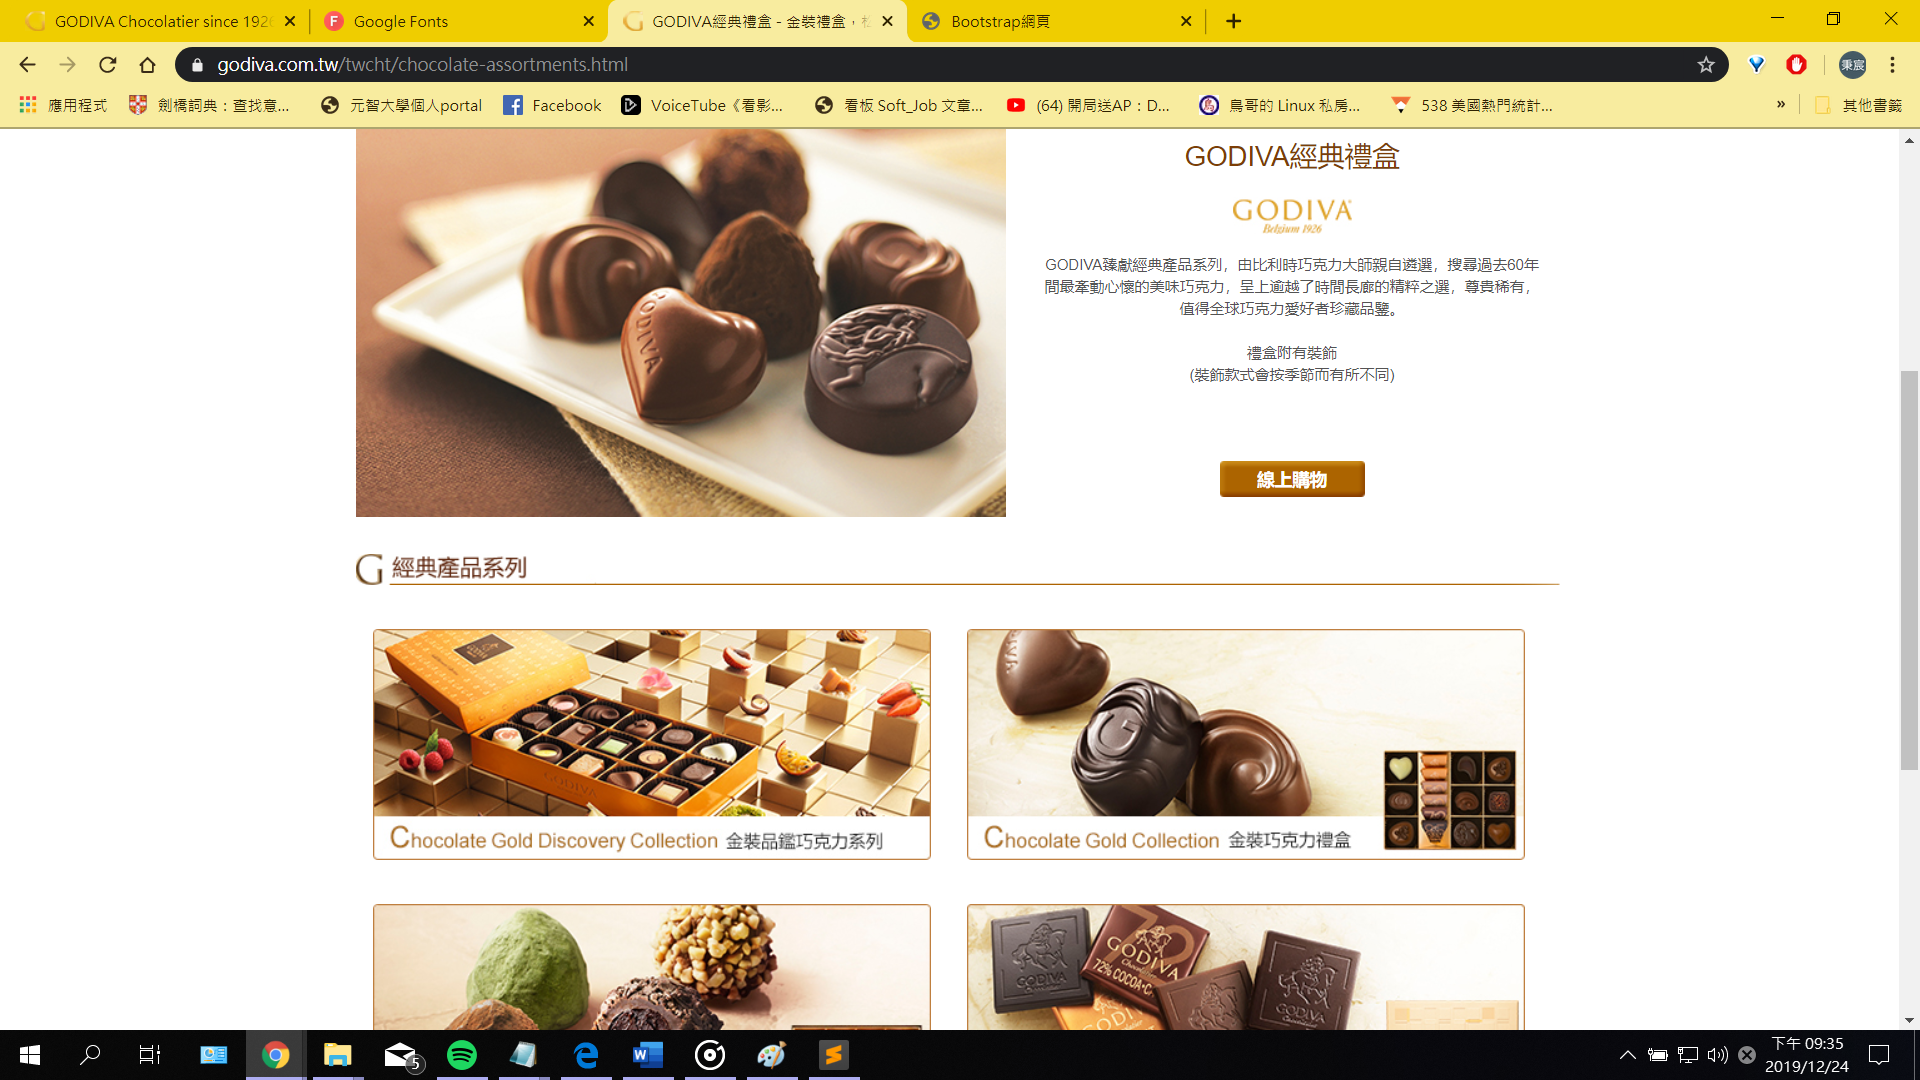 GODIVA Chocolatier since 1926
Google Fonts
GODIVA經典禮盒 - 金裝禮盒，
Bootstrap網頁
godiva.com.tw/twcht/chocolate-assortments.html
秉宸
應用程式
劍橋詞典：查找意...
元智大學個人portal
Facebook
VoiceTube《看影...
看板 Soft_Job 文章...
(64) 開局送AP：D...
鳥哥的 Linux 私房...
538 美國熱門統計...
»
其他書籤
GODIVA經典禮盒
GODIVA
Belgium 1926
GODIVA臻獻經典產品系列，由比利時巧克力大師親自遴選，搜尋過去60年
間最牽動心懷的美味巧克力，呈上逾越了時間長廊的精粹之選，尊貴稀有，
值得全球巧克力愛好者珍藏品鑒。
禮盒附有裝飾
(裝飾款式會按季節而有所不同)
線上購物
GODIVA
G 經典產品系列
GODIVA
Chocolate Gold Discovery Collection 金裝品鑑巧克力系列
Chocolate Gold Collection 金裝巧克力禮盒
GODIVA
GODIVA
72% COCOA
GODIVA
GODIVA
GODIVA
5
下午 09:35
2019/12/24